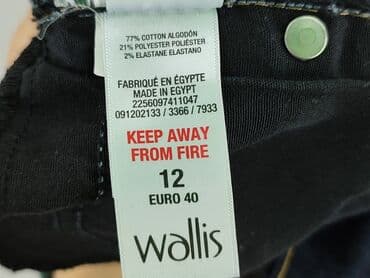 77% COTTON ALGODÓN
21% POLYESTER POLIÉSTER
2% ELASTANE ELASTANO
FABRIQUÉ EN ÉGYPTE
MADE IN EGYPT
2256097411047
091202133 / 3366 / 7933
KEEP AWAY
FROM FIRE
12
EURO 40
wallis